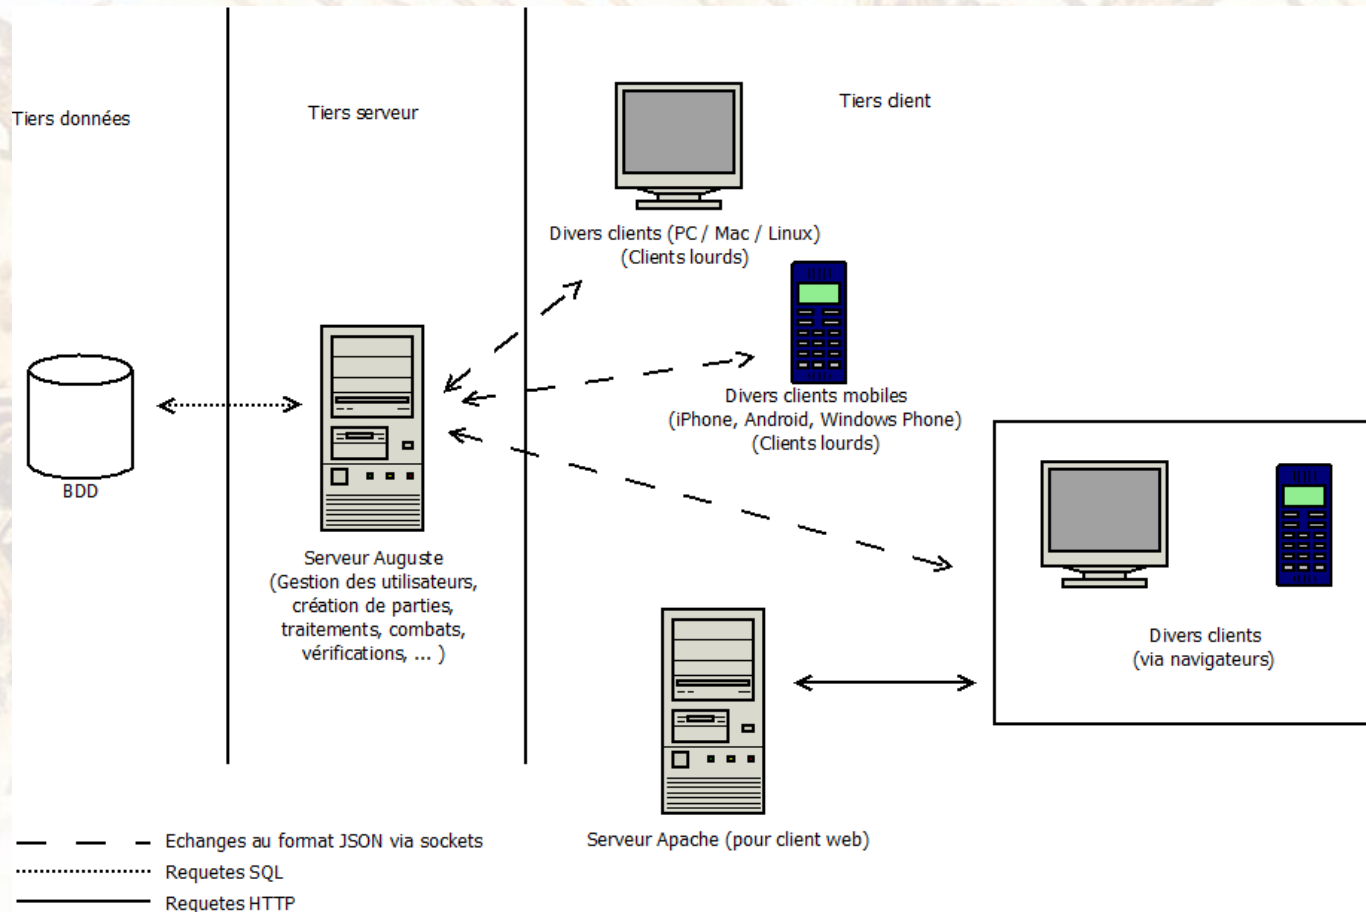 Tiers données
Tiers serveur
Tiers client
Divers clients (PC / Mac / Linux)
(Clients lourds)
Divers clients mobiles
(iPhone, Android, Windows Phone)
(Clients lourds)
BDD
Serveur Auguste
(Gestion des utilisateurs,
création de parties,
traitements, combats,
vérifications, ... )
Divers clients
(via navigateurs)
Serveur Apache (pour client web)
Echanges au format JSON via sockets
Requetes SQL
Requetes HTTP